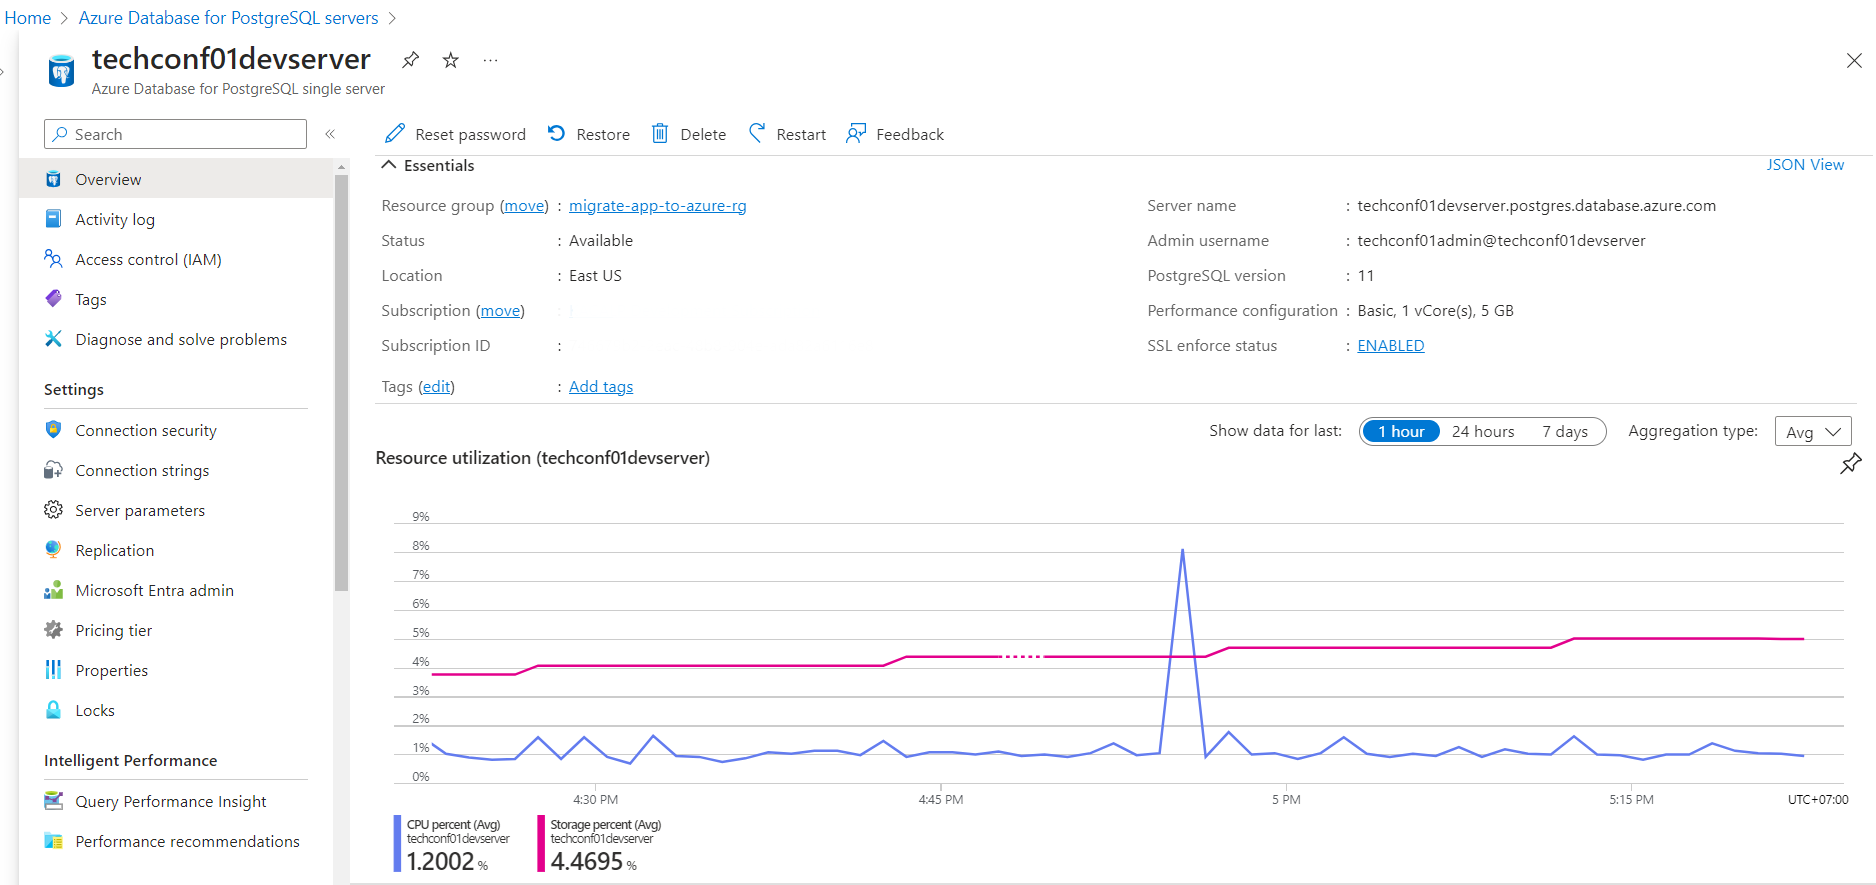 Home > Azure Database for PostgreSQL servers >
techconf01devserver ...
Azure Database for PostgreSQL single server
Search «
Reset password Restore Delete Restart Feedback
Overview
Activity log
Access control (IAM)
Tags
Diagnose and solve problems
Settings
Connection security
Connection strings
Server parameters
Replication
Microsoft Entra admin
Pricing tier
Properties
Locks
Intelligent Performance
Query Performance Insight
Performance recommendations
Essentials
JSON View
Resource group (move) : migrate-app-to-azure-rg
Status : Available
Location : East US
Subscription (move) :
Subscription ID :
Tags (edit) : Add tags
Server name : techconf01devserver.postgres.database.azure.com
Admin username : techconf01admin@techconf01devserver
PostgreSQL version : 11
Performance configuration : Basic, 1 vCore(s), 5 GB
SSL enforce status : ENABLED
Show data for last: 1 hour 24 hours 7 days Aggregation type: Avg
Resource utilization (techconf01devserver)
9%
8%
7%
6%
5%
4%
3%
2%
1%
0%
4:30 PM 4:45 PM 5 PM 5:15 PM UTC+07:00
CPU percent (Avg)
techconf01devserver
1.2002 %
Storage percent (Avg)
techconf01devserver
4.4695 %